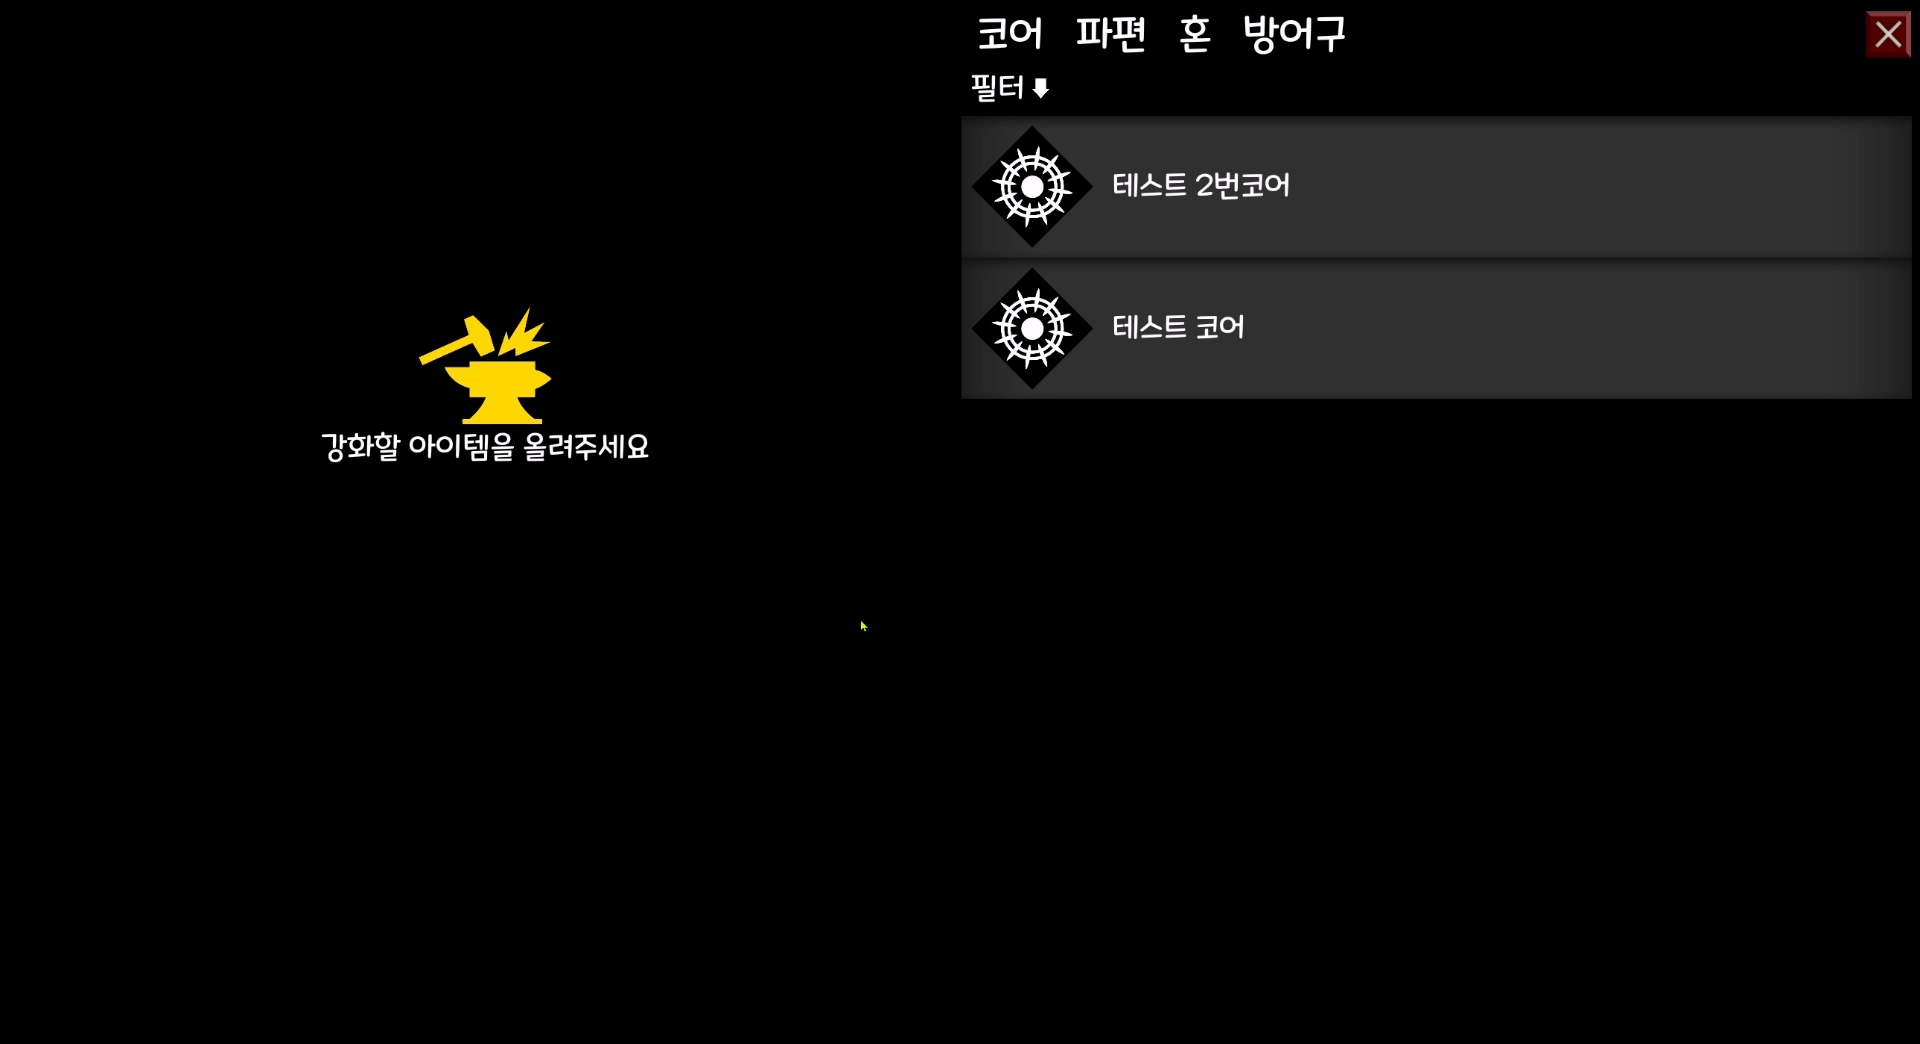 코어 파편 혼 방어구
필터
테스트 2번코어
테스트 코어
강화할 아이템을 올려주세요